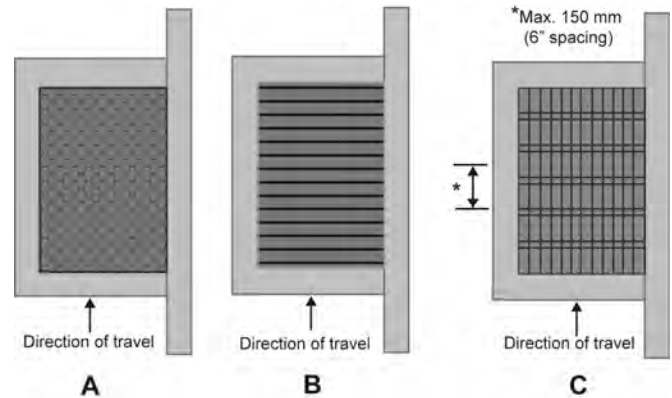 *Max. 150 mm
(6” spacing)
*
Direction of travel
Direction of travel
Direction of travel
A
B
C